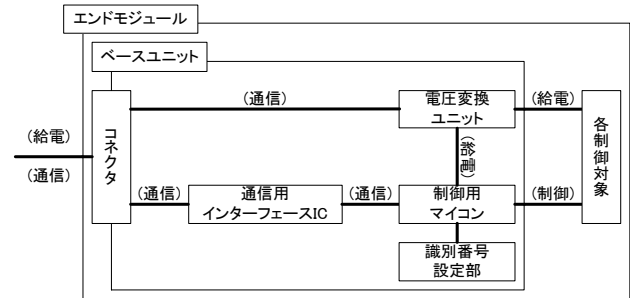 エンドモジュール
ベースユニット
(給電)
(通信)
コネクタ
(通信)
電圧変換
ユニット
(給電)
各制御対象
(給電)
(通信)
通信用
インターフェースIC
(通信)
制御用
マイコン
(制御)
識別番号
設定部